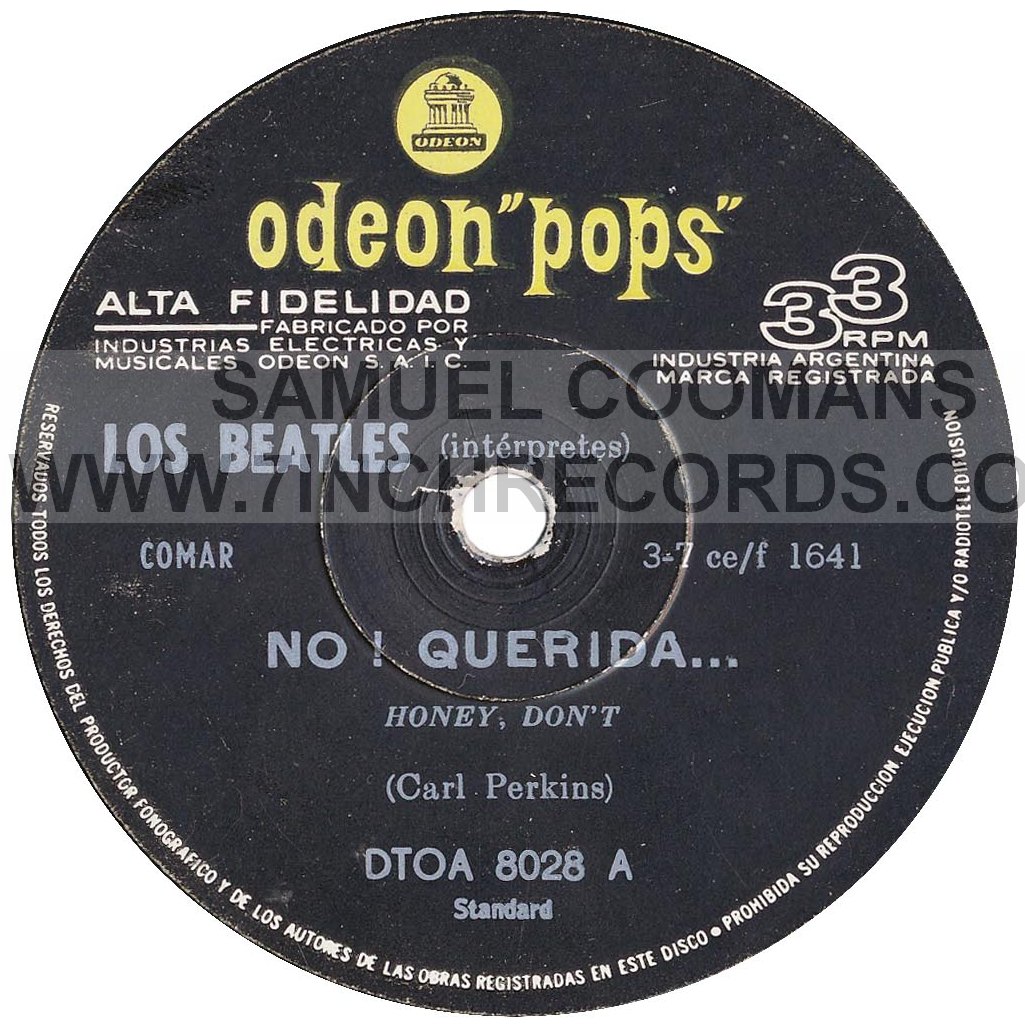 ODEON
odeon "pops"
ALTA FIDELIDAD
FABRICADO POR
INDUSTRIAS ELECTRICAS Y
MUSICALES ODEON S.A.I.C.
33
RPM
INDUSTRIA ARGENTINA
MARCA REGISTRADA
SAMUEL COOMANS
LOS BEATLES (intérpretes)
WWW.7INCHRECORDS.CO
COMAR
3-7 ce/f 1641
NO! QUERIDA...
HONEY, DON'T
(Carl Perkins)
DTOA 8028 A
Standard
RESERVADOS TODOS LOS DERECHOS DEL PRODUCTOR FONOGRAFICO Y DE LOS AUTORES DE LAS OBRAS REGISTRADAS EN ESTE DISCO • PROHIBIDA SU REPRODUCCION, EJECUCION PUBLICA Y/O RADIOTELEDIFUSION